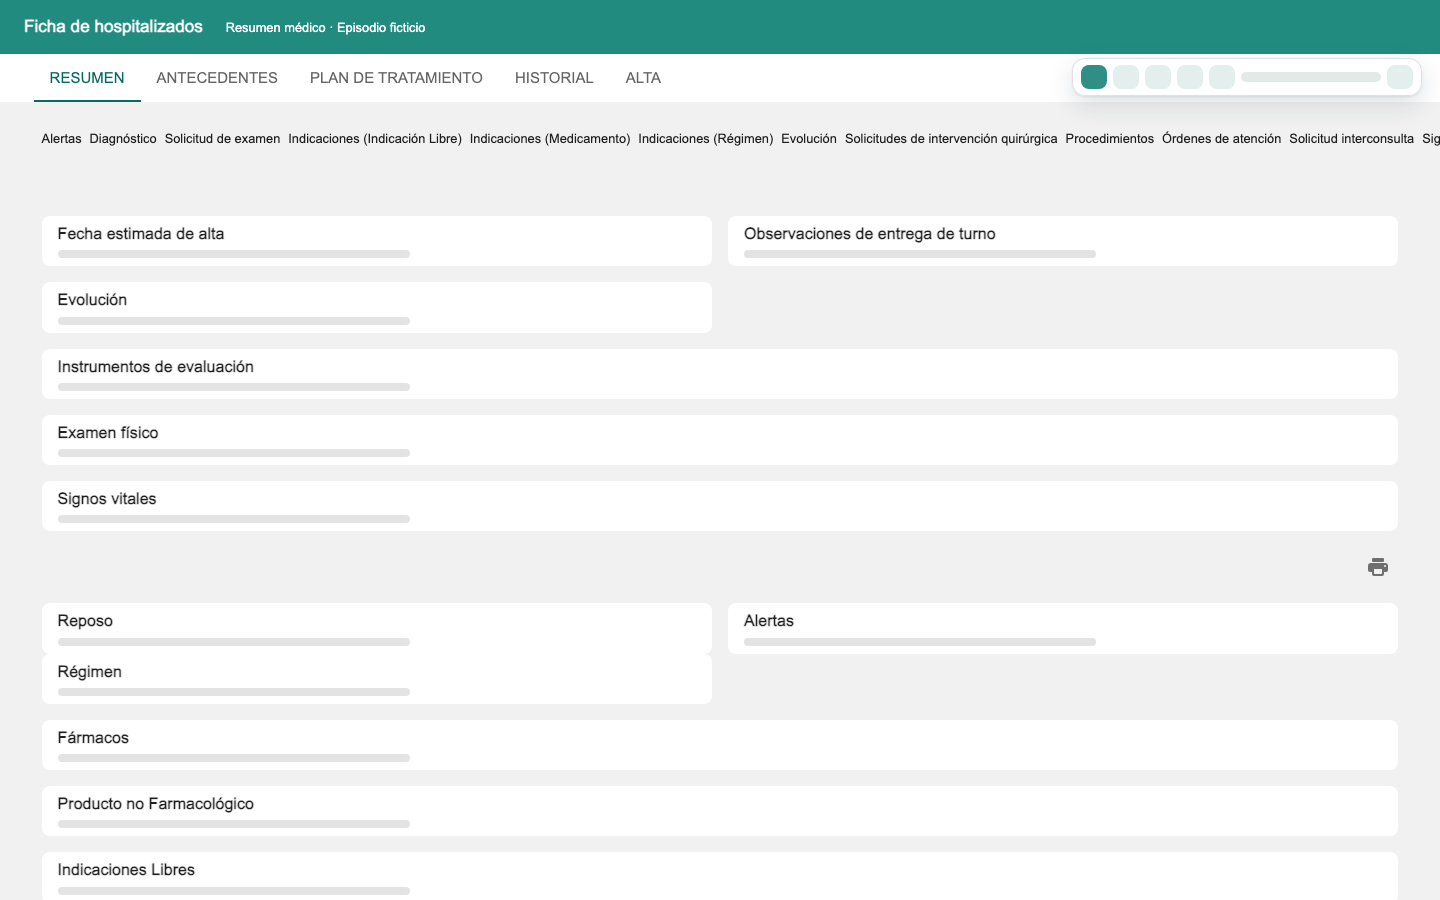 Ficha de hospitalizados Resumen médico · Episodio ficticio
RESUMEN ANTECEDENTES PLAN DE TRATAMIENTO HISTORIAL ALTA
Alertas Diagnóstico Solicitud de examen Indicaciones (Indicación Libre) Indicaciones (Medicamento) Indicaciones (Régimen) Evolución Solicitudes de intervención quirúrgica Procedimientos Órdenes de atención Solicitud interconsulta Sig
Fecha estimada de alta
Observaciones de entrega de turno
Evolución
Instrumentos de evaluación
Examen físico
Signos vitales
Reposo
Alertas
Régimen
Fármacos
Producto no Farmacológico
Indicaciones Libres